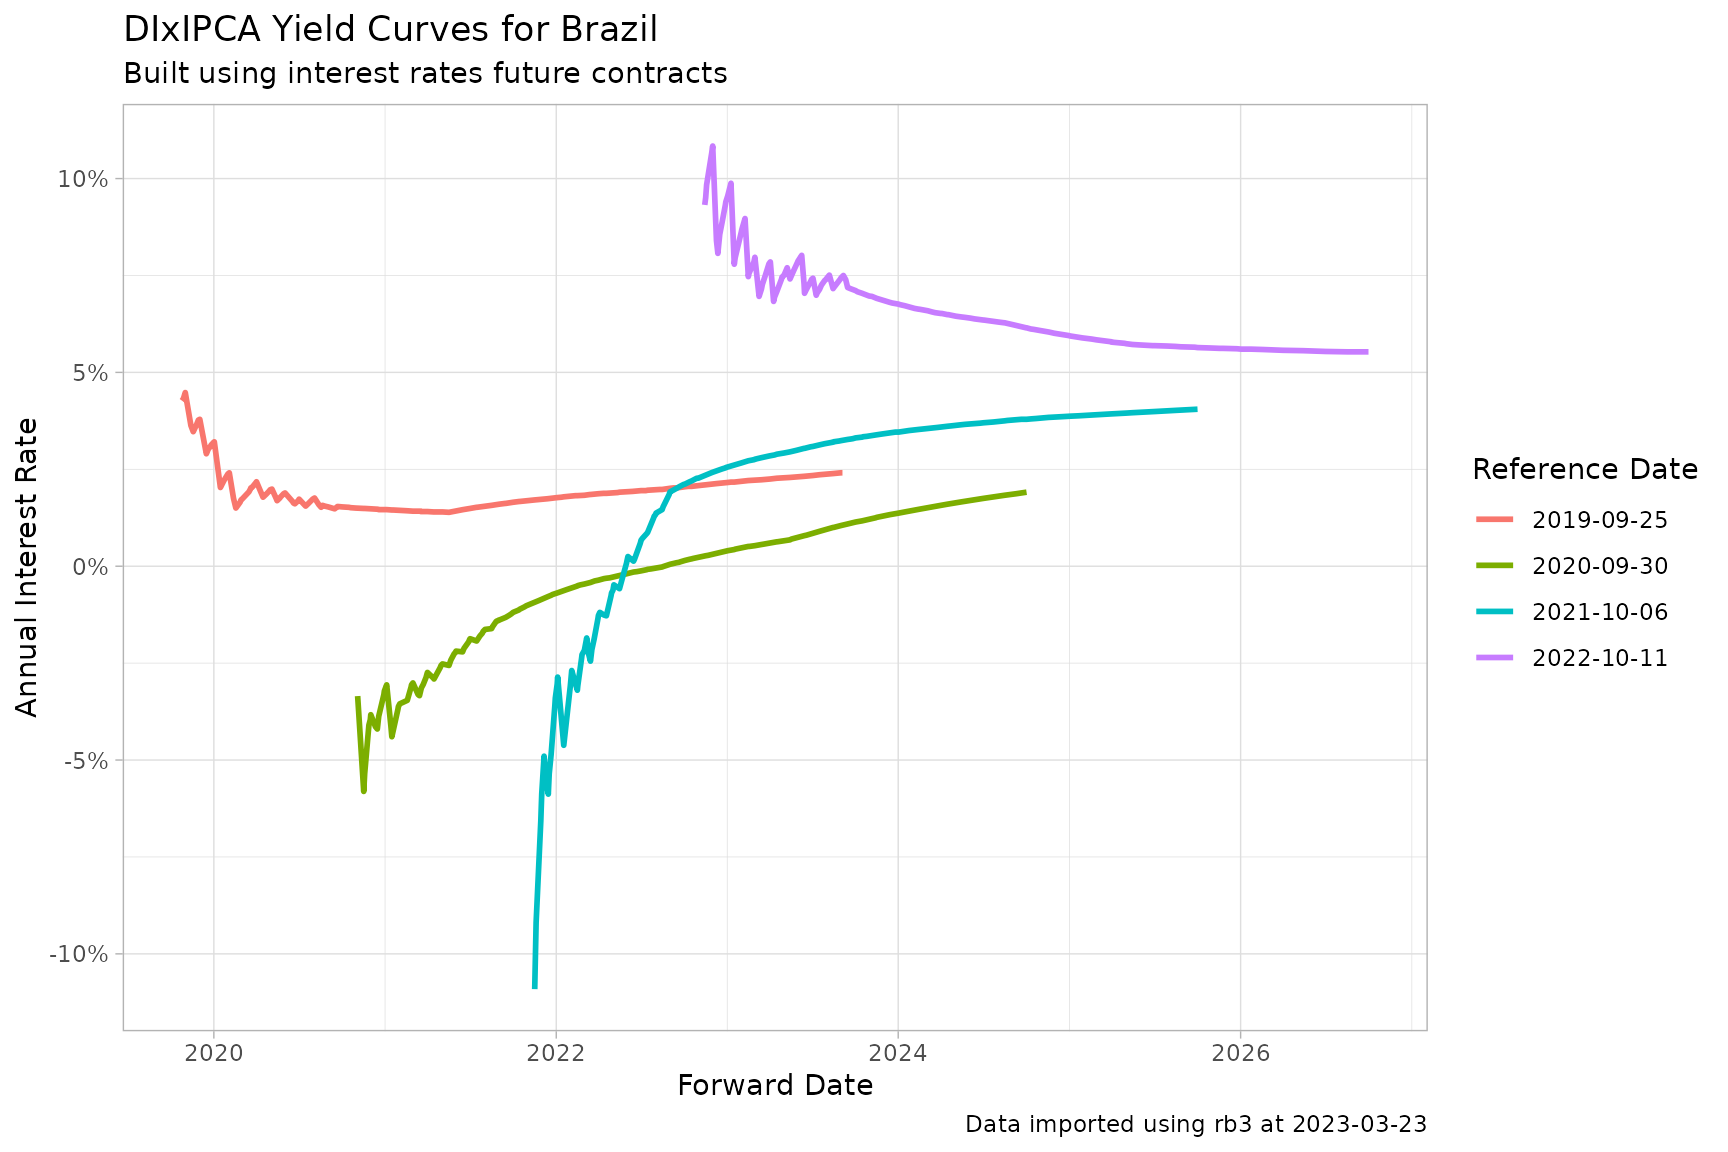 DIxIPCA Yield Curves for Brazil
Built using interest rates future contracts
Annual Interest Rate
10%
5%
0%
-5%
-10%
2020
2022
2024
2026
Forward Date
Reference Date
2019-09-25
2020-09-30
2021-10-06
2022-10-11
Data imported using rb3 at 2023-03-23